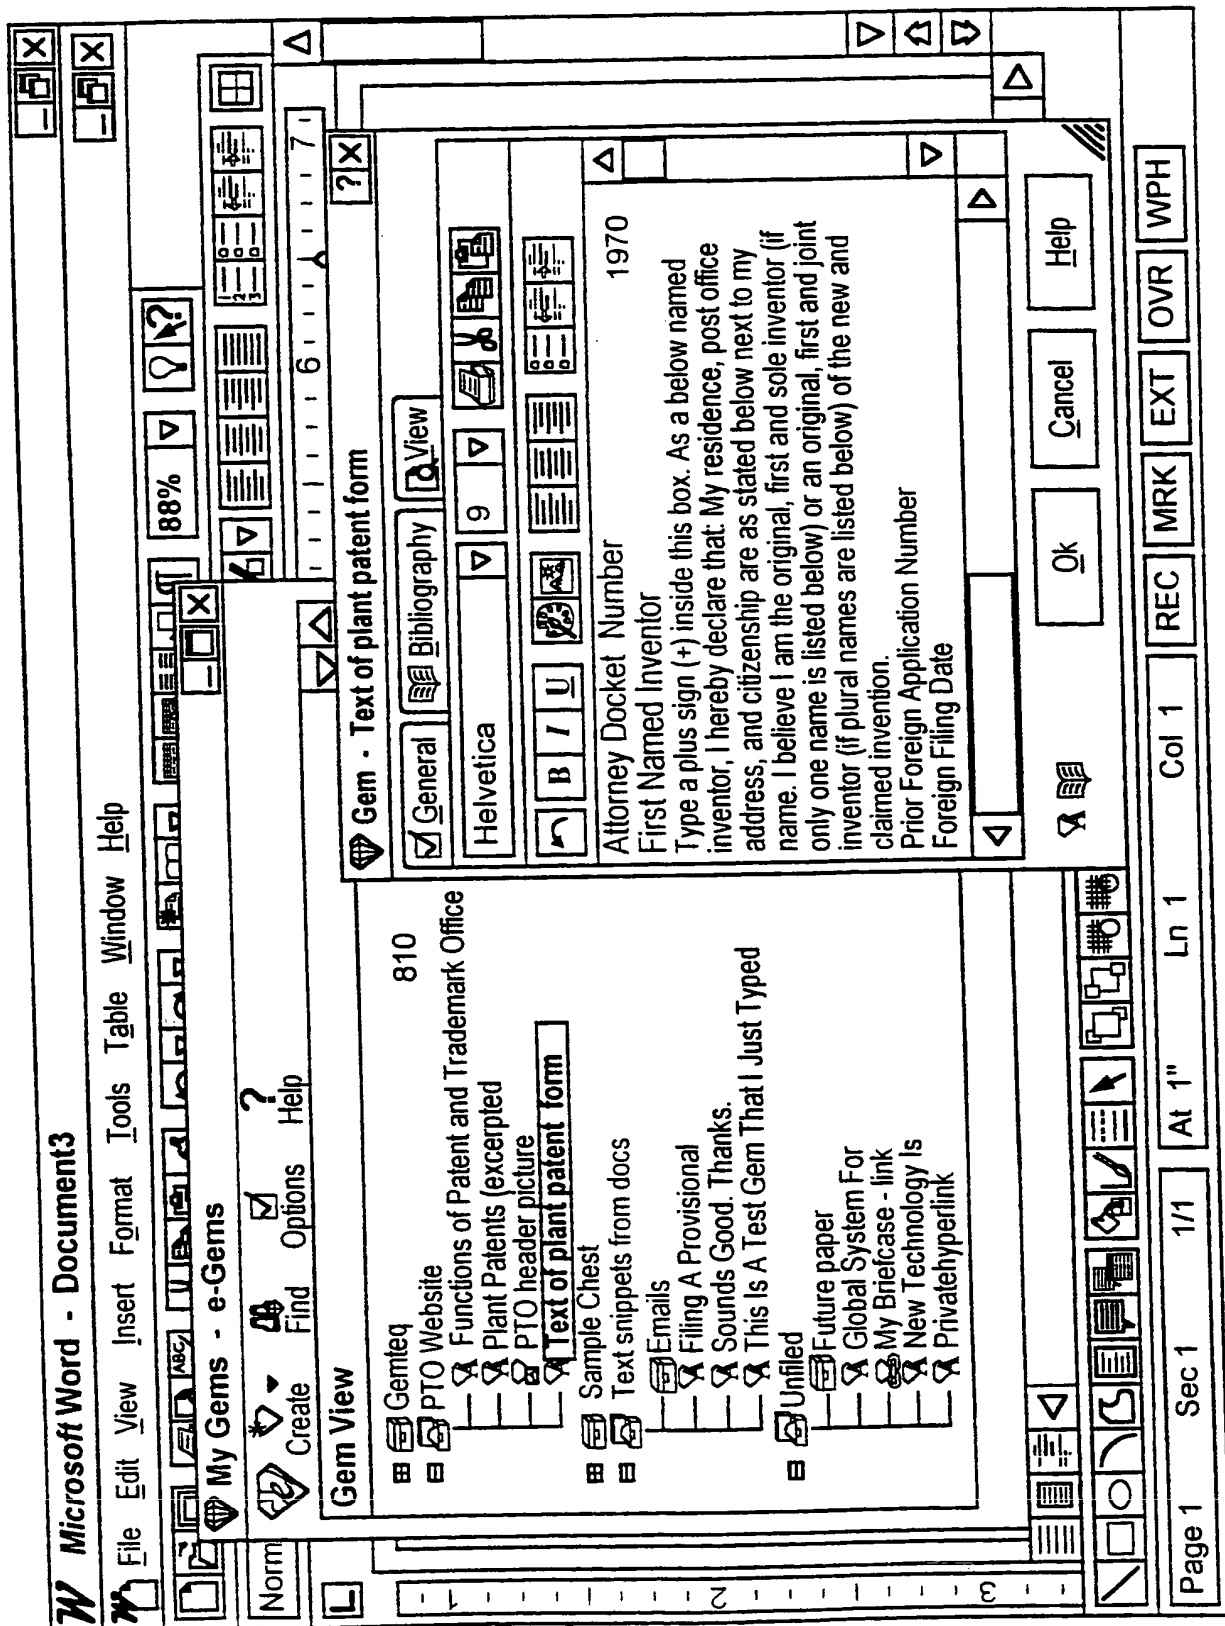 W Microsoft Word - Document3
File Edit View Insert Format Tools Table Window Help
ABC
88%
?
Norm
1 2 3
My Gems - e-Gems
Create Find Options Help
Gem View
L
6 7
810
Gemteq
PTO Website
Functions of Patent and Trademark Office
Plant Patents (excerpted
PTO header picture
Text of plant patent form
Sample Chest
Text snippets from docs
Emails
Filing A Provisional
Sounds Good. Thanks.
This Is A Test Gem That I Just Typed
Unfiled
Future paper
Global System For
My Briefcase - link
New Technology Is
Privatehyperlink
Gem - Text of plant patent form
General Bibliography View
Helvetica 9
B I U
Attorney Docket Number 1970
First Named Inventor
Type a plus sign (+) inside this box. As a below named
inventor, I hereby declare that: My residence, post office
address, and citizenship are as stated below next to my
name. I believe I am the original, first and sole inventor (if
only one name is listed below) or an original, first and joint
inventor (if plural names are listed below) of the new and
claimed invention.
Prior Foreign Application Number
Foreign Filing Date
Ok Cancel Help
1
2
3
Page 1 Sec 1 1/1 At 1" Ln 1 Col 1 REC MRK EXT OVR WPH